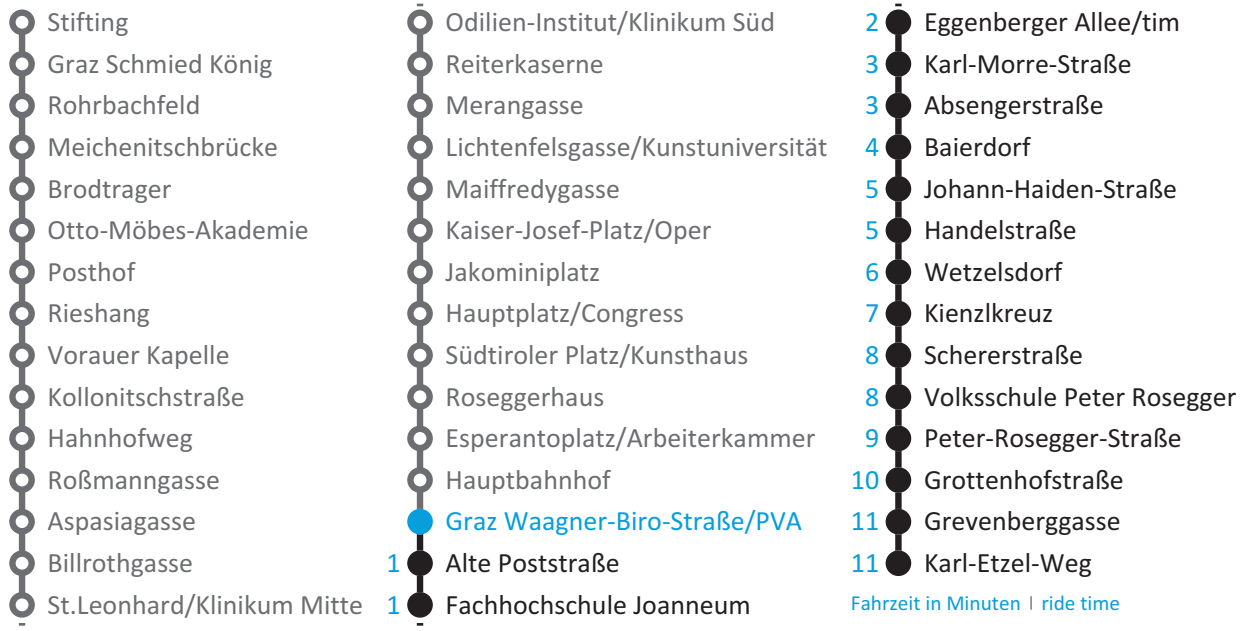 Stifting
Graz Schmied König
Rohrbachfeld
Meichenitschbrücke
Brodtrager
Otto-Möbes-Akademie
Posthof
Rieshang
Vorauer Kapelle
Kollonitschstraße
Hahnhofweg
Roßmanngasse
Aspasiagasse
Billrothgasse
St.Leonhard/Klinikum Mitte
Odilien-Institut/Klinikum Süd
Reiterkaserne
Merangasse
Lichtenfelsgasse/Kunstuniversität
Maiffredygasse
Kaiser-Josef-Platz/Oper
Jakominiplatz
Hauptplatz/Congress
Südtiroler Platz/Kunsthaus
Roseggerhaus
Esperantoplatz/Arbeiterkammer
Hauptbahnhof
Graz Waagner-Biro-Straße/PVA
1 Alte Poststraße
1 Fachhochschule Joanneum
2 Eggenberger Allee/tim
3 Karl-Morre-Straße
3 Absengerstraße
4 Baierdorf
5 Johann-Haiden-Straße
5 Handelstraße
6 Wetzelsdorf
7 Kienzlkreuz
8 Schererstraße
8 Volksschule Peter Rosegger
9 Peter-Rosegger-Straße
10 Grottenhofstraße
11 Grevenberggasse
11 Karl-Etzel-Weg
Fahrzeit in Minuten | ride time